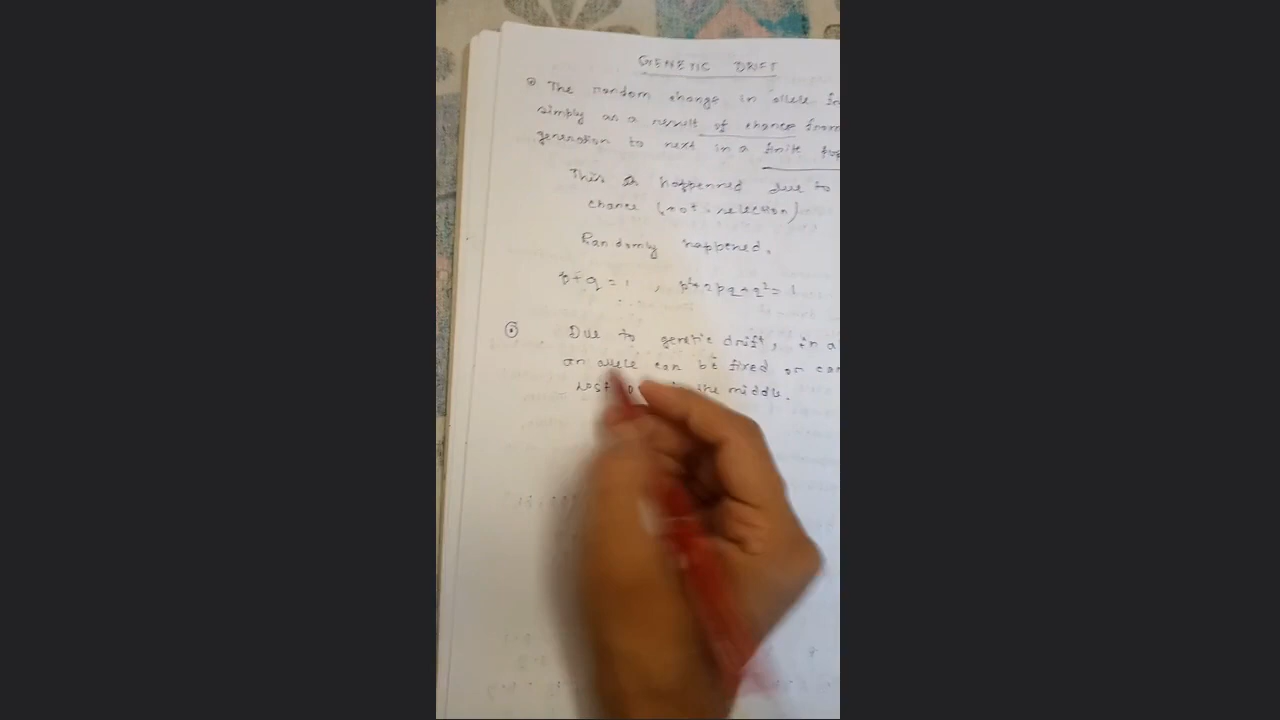 GENETIC DRIFT
The random change in allele
simply as a result of chance from
generation to next in a finite
This is happenned due to
chance (not selection)
Randomly happened.
p+q=1, p²+2pq+q²=1
Due to genetic drift, in a
an allele can be fixed or can
lost the middle.